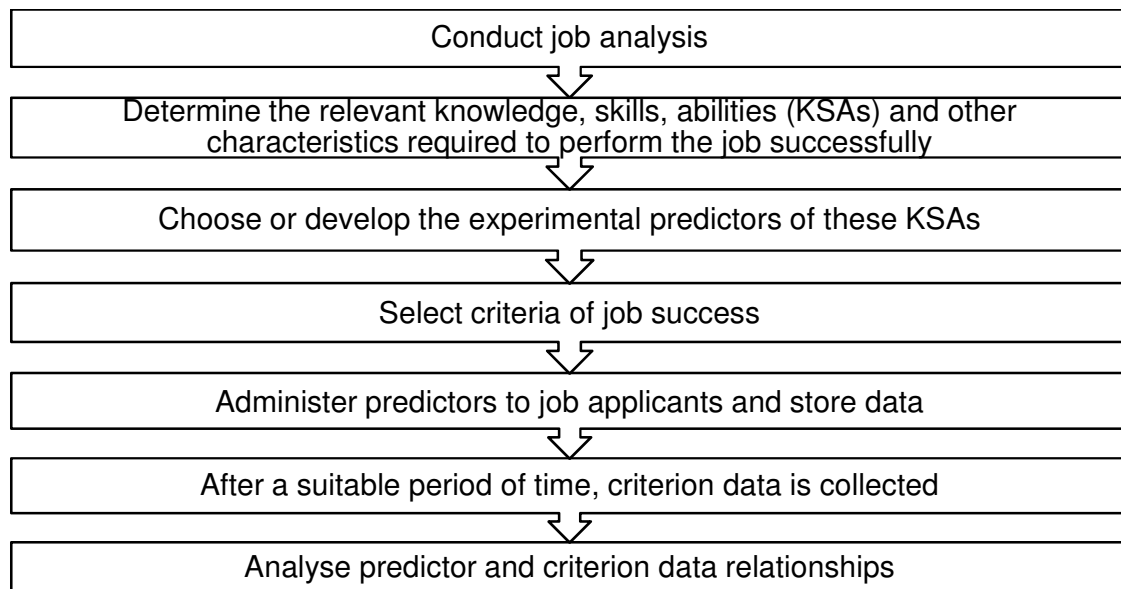 Conduct job analysis
Determine the relevant knowledge, skills, abilities (KSAs) and other
characteristics required to perform the job successfully
Choose or develop the experimental predictors of these KSAs
Select criteria of job success
Administer predictors to job applicants and store data
After a suitable period of time, criterion data is collected
Analyse predictor and criterion data relationships